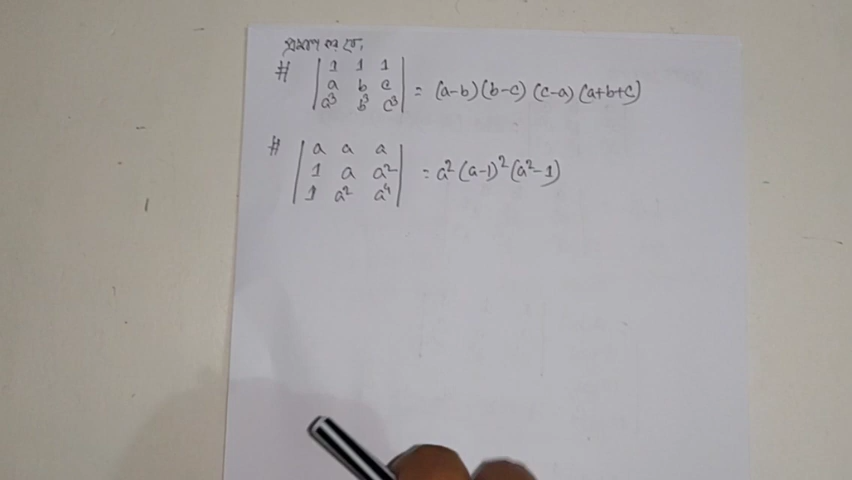 প্রমাণ কর যে,
# | 1 1 1 |
| a b c | = (a-b) (b-c) (c-a) (a+b+c)
| a³ b³ c³ |
# | a a a |
| 1 a a² | = a² (a-1)² (a²-1)
| 1 a² a⁴ |